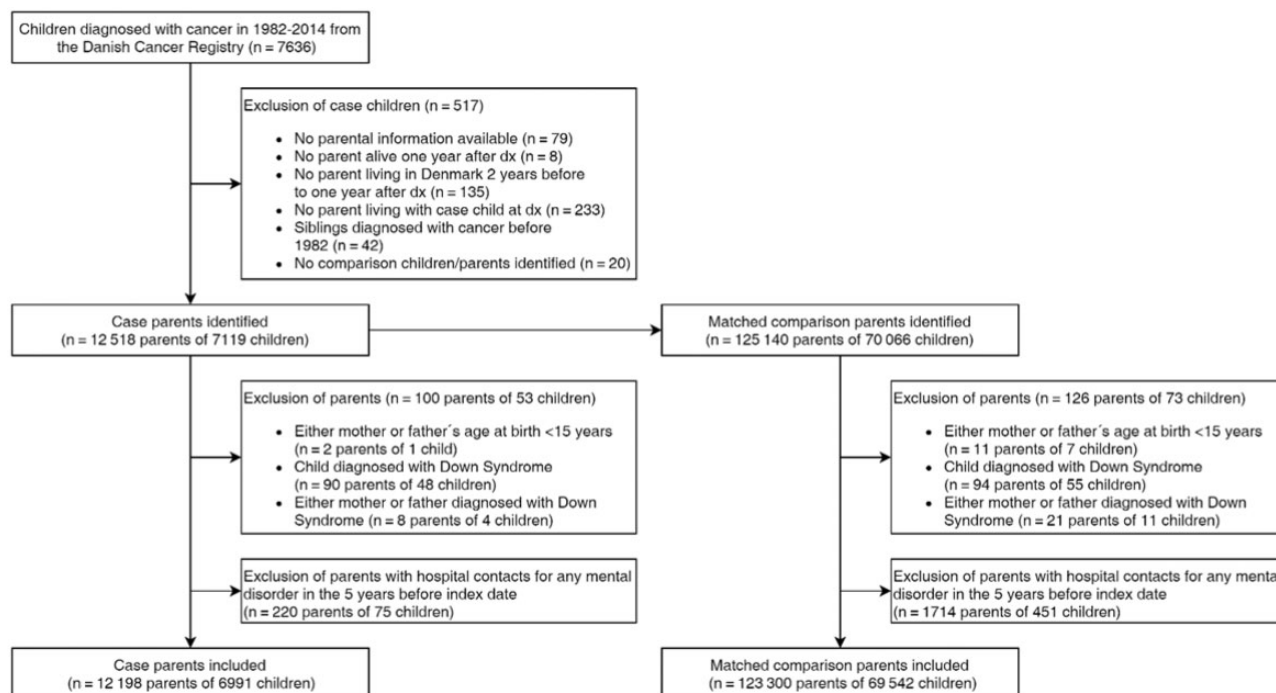 Children diagnosed with cancer in 1982-2014 from
the Danish Cancer Registry (n = 7636)
Exclusion of case children (n = 517)
• No parental information available (n = 79)
• No parent alive one year after dx (n = 8)
• No parent living in Denmark 2 years before
to one year after dx (n = 135)
• No parent living with case child at dx (n = 233)
• Siblings diagnosed with cancer before
1982 (n = 42)
• No comparison children/parents identified (n = 20)
Case parents identified
(n = 12 518 parents of 7119 children)
Matched comparison parents identified
(n = 125 140 parents of 70 066 children)
Exclusion of parents (n = 100 parents of 53 children)
• Either mother or father´s age at birth <15 years
(n = 2 parents of 1 child)
• Child diagnosed with Down Syndrome
(n = 90 parents of 48 children)
• Either mother or father diagnosed with Down
Syndrome (n = 8 parents of 4 children)
Exclusion of parents (n = 126 parents of 73 children)
• Either mother or father´s age at birth <15 years
(n = 11 parents of 7 children)
• Child diagnosed with Down Syndrome
(n = 94 parents of 55 children)
• Either mother or father diagnosed with Down
Syndrome (n = 21 parents of 11 children)
Exclusion of parents with hospital contacts for any mental
disorder in the 5 years before index date
(n = 220 parents of 75 children)
Exclusion of parents with hospital contacts for any mental
disorder in the 5 years before index date
(n = 1714 parents of 451 children)
Case parents included
(n = 12 198 parents of 6991 children)
Matched comparison parents included
(n = 123 300 parents of 69 542 children)